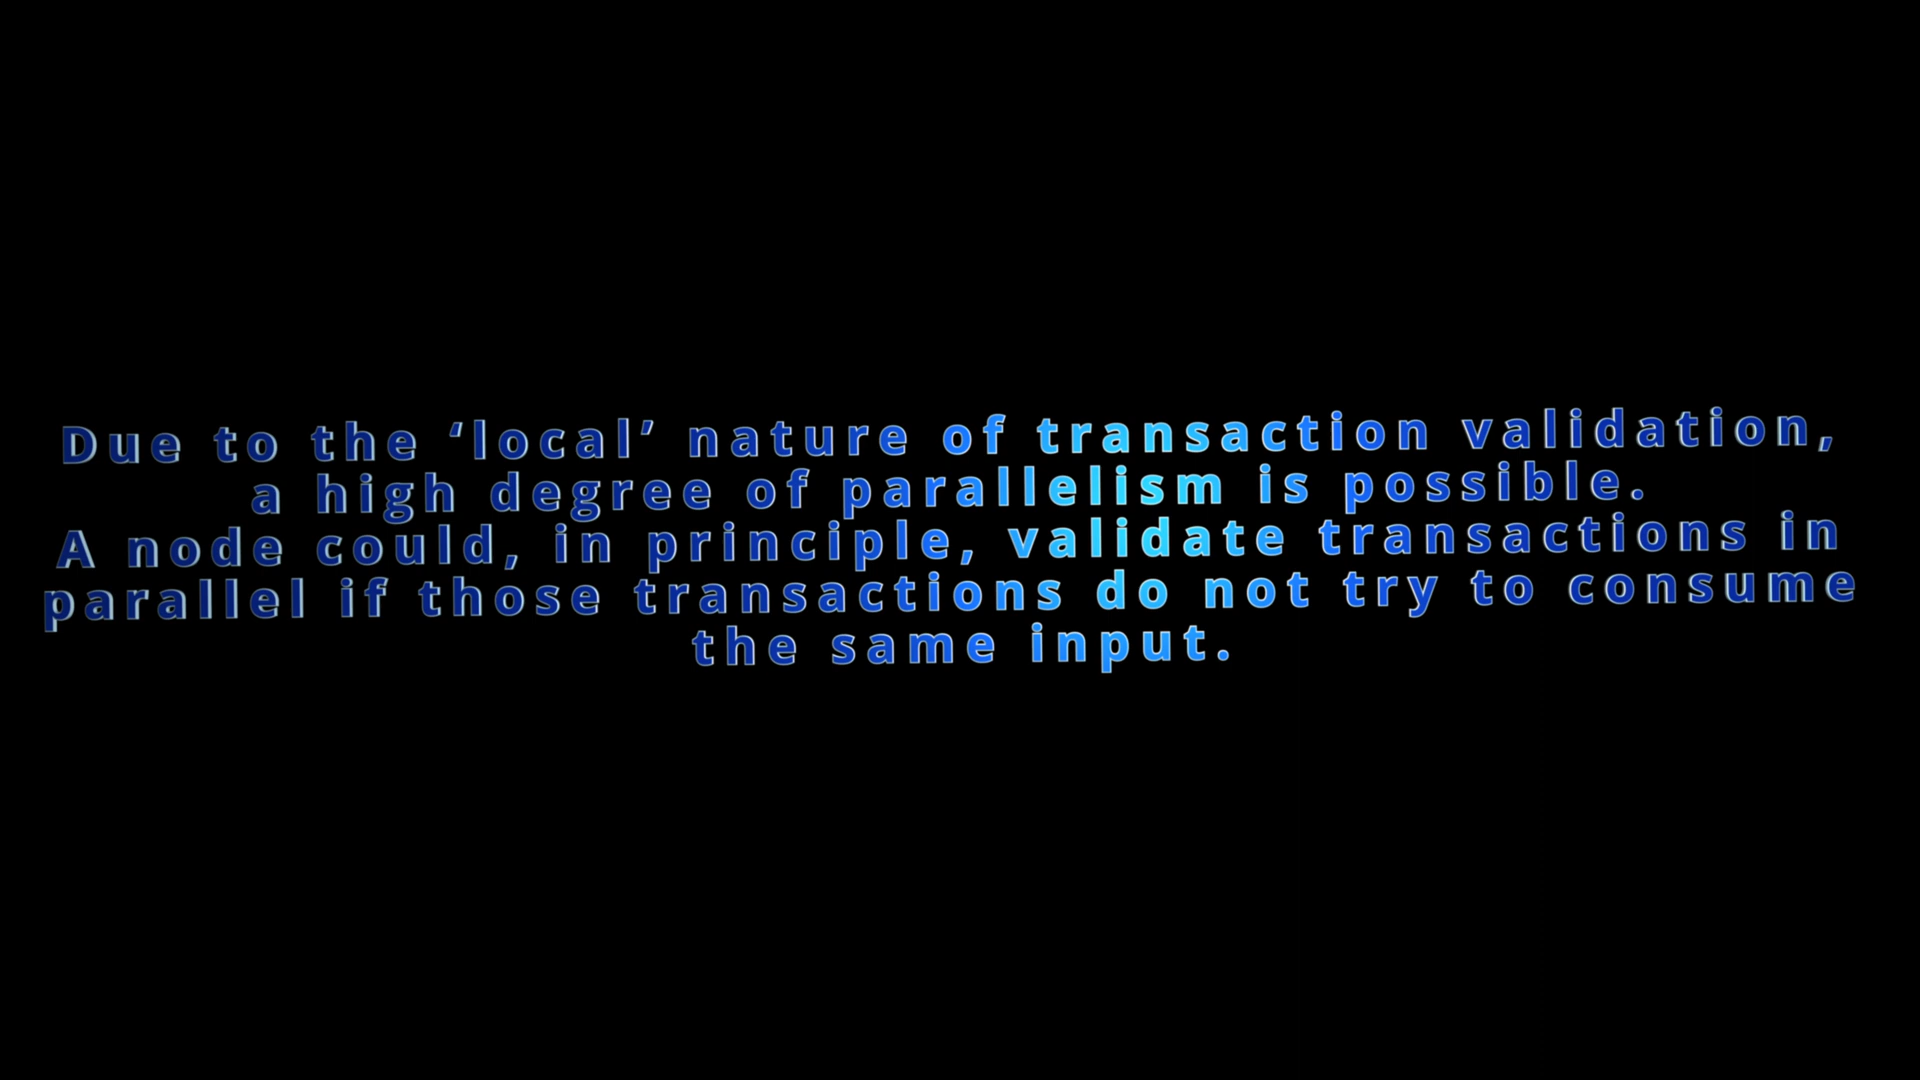 Due to the ‘local’ nature of transaction validation,
a high degree of parallelism is possible.
A node could, in principle, validate transactions in
parallel if those transactions do not try to consume
the same input.